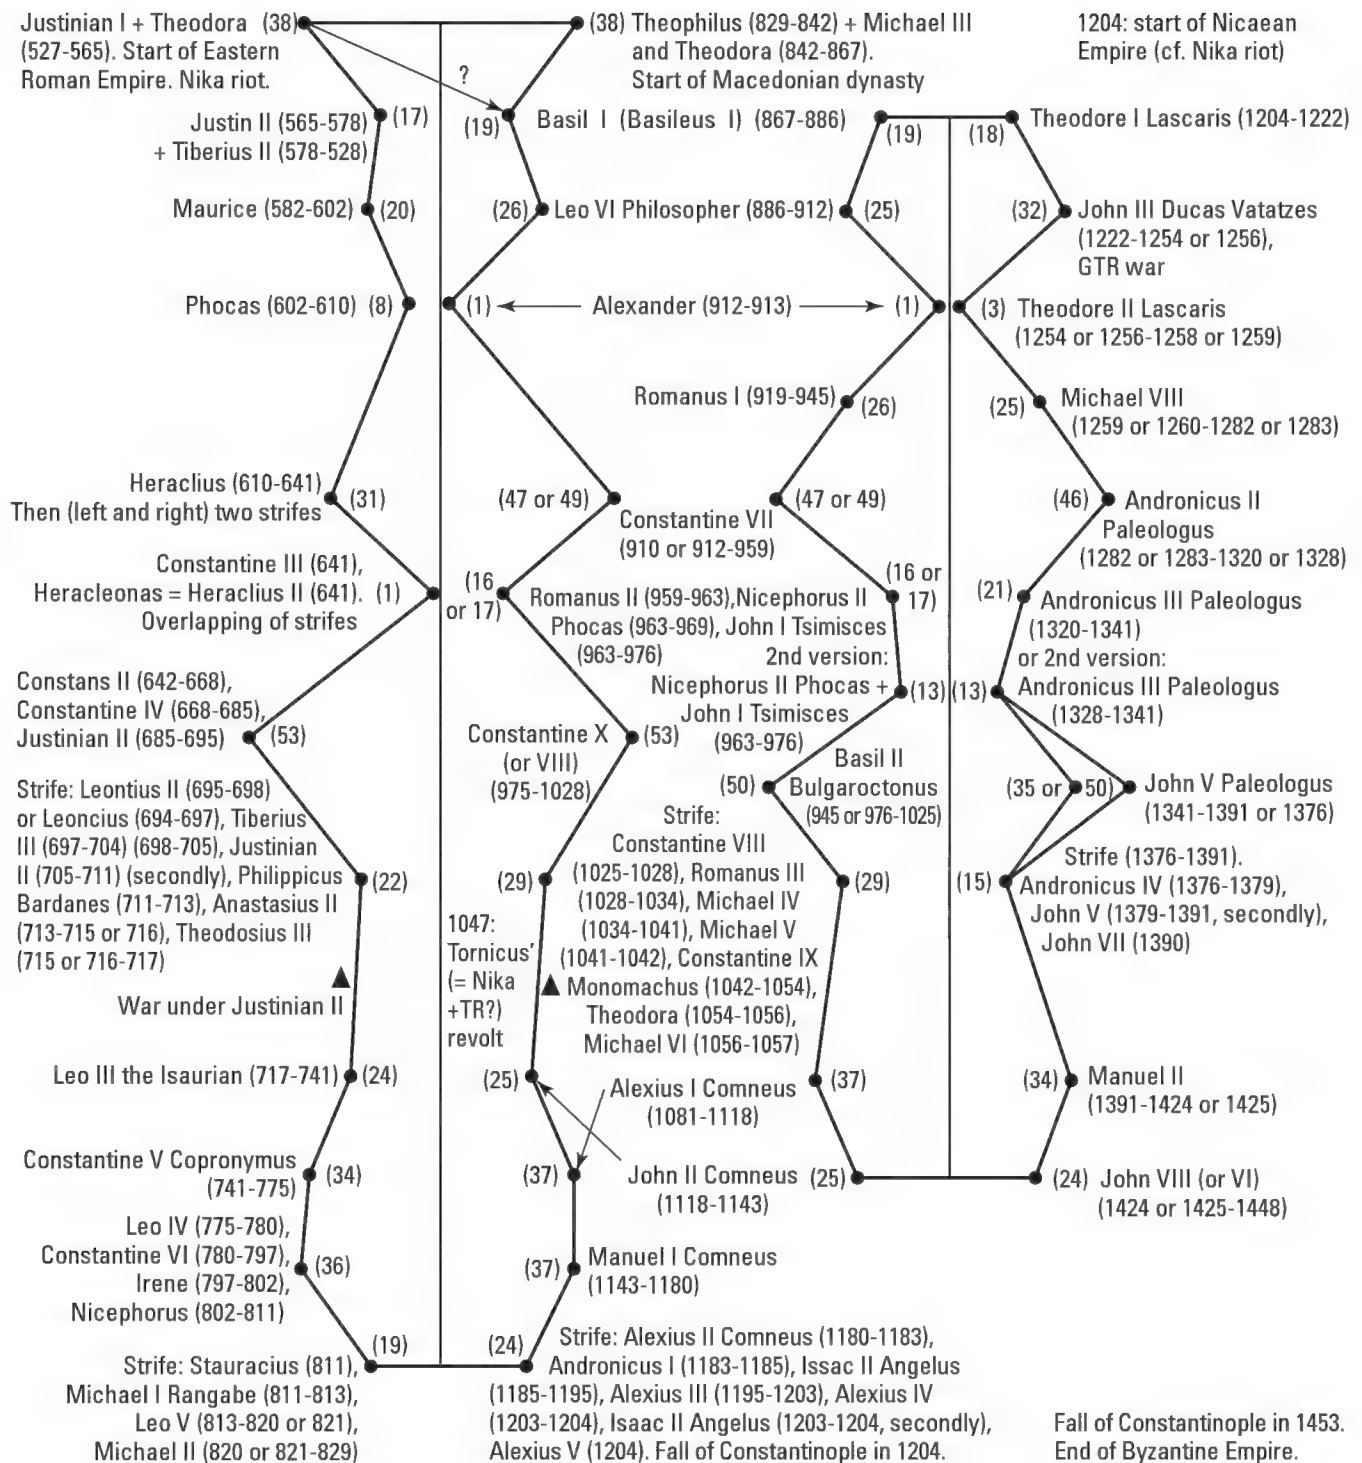 Justinian I + Theodora (38)
(527-565). Start of Eastern
Roman Empire. Nika riot.
(38) Theophilus (829-842) + Michael III
and Theodora (842-867).
Start of Macedonian dynasty
1204: start of Nicaean
Empire (cf. Nika riot)
?
Justin II (565-578)
+ Tiberius II (578-528)
(17)
(19)
Basil I (Basileus I) (867-886)
(19)
(18)
Theodore I Lascaris (1204-1222)
Maurice (582-602)
(20)
(26)
Leo VI Philosopher (886-912)
(25)
(32)
John III Ducas Vatatzes
(1222-1254 or 1256),
GTR war
Phocas (602-610) (8)
(1)
Alexander (912-913)
(1)
(3) Theodore II Lascaris
(1254 or 1256-1258 or 1259)
Romanus I (919-945)
(26)
(25)
Michael VIII
(1259 or 1260-1282 or 1283)
Heraclius (610-641)
Then (left and right) two strifes
(31)
(47 or 49)
Constantine VII
(910 or 912-959)
(47 or 49)
(46)
Andronicus II
Paleologus
(1282 or 1283-1320 or 1328)
Constantine III (641),
Heracleonas = Heraclius II (641). (1)
Overlapping of strifes
(16
or 17)
Romanus II (959-963),Nicephorus II
Phocas (963-969), John I Tsimisces
(963-976)
2nd version:
Nicephorus II Phocas +
John I Tsimisces
(963-976)
(16 or
17)
(13)
(21)
Andronicus III Paleologus
(1320-1341)
or 2nd version:
(13)
Andronicus III Paleologus
(1328-1341)
Constans II (642-668),
Constantine IV (668-685),
Justinian II (685-695)
(53)
Constantine X
(or VIII)
(975-1028)
(53)
(50)
Basil II
Bulgaroctonus
(945 or 976-1025)
(35 or
50)
John V Paleologus
(1341-1391 or 1376)
Strife: Leontius II (695-698)
or Leoncius (694-697), Tiberius
III (697-704) (698-705), Justinian
II (705-711) (secondly), Philippicus
Bardanes (711-713), Anastasius II
(713-715 or 716), Theodosius III
(715 or 716-717)
(22)
(29)
Strife:
Constantine VIII
(1025-1028), Romanus III
(1028-1034), Michael IV
(1034-1041), Michael V
(1041-1042), Constantine IX
Monomachus (1042-1054),
Theodora (1054-1056),
Michael VI (1056-1057)
(29)
(15)
Strife (1376-1391).
Andronicus IV (1376-1379),
John V (1379-1391, secondly),
John VII (1390)
War under Justinian II
1047:
Tornicus'
(= Nika
+TR?)
revolt
Leo III the Isaurian (717-741)
(24)
(25)
Alexius I Comneus
(1081-1118)
(37)
(34)
Manuel II
(1391-1424 or 1425)
Constantine V Copronymus
(741-775)
(34)
(37)
John II Comneus
(1118-1143)
(25)
(24)
John VIII (or VI)
(1424 or 1425-1448)
Leo IV (775-780),
Constantine VI (780-797),
Irene (797-802),
Nicephorus (802-811)
(36)
(37)
Manuel I Comneus
(1143-1180)
(19)
Strife: Stauracius (811),
Michael I Rangabe (811-813),
Leo V (813-820 or 821),
Michael II (820 or 821-829)
(24)
Strife: Alexius II Comneus (1180-1183),
Andronicus I (1183-1185), Issac II Angelus
(1185-1195), Alexius III (1195-1203), Alexius IV
(1203-1204), Isaac II Angelus (1203-1204, secondly),
Alexius V (1204). Fall of Constantinople in 1204.
Fall of Constantinople in 1453.
End of Byzantine Empire.